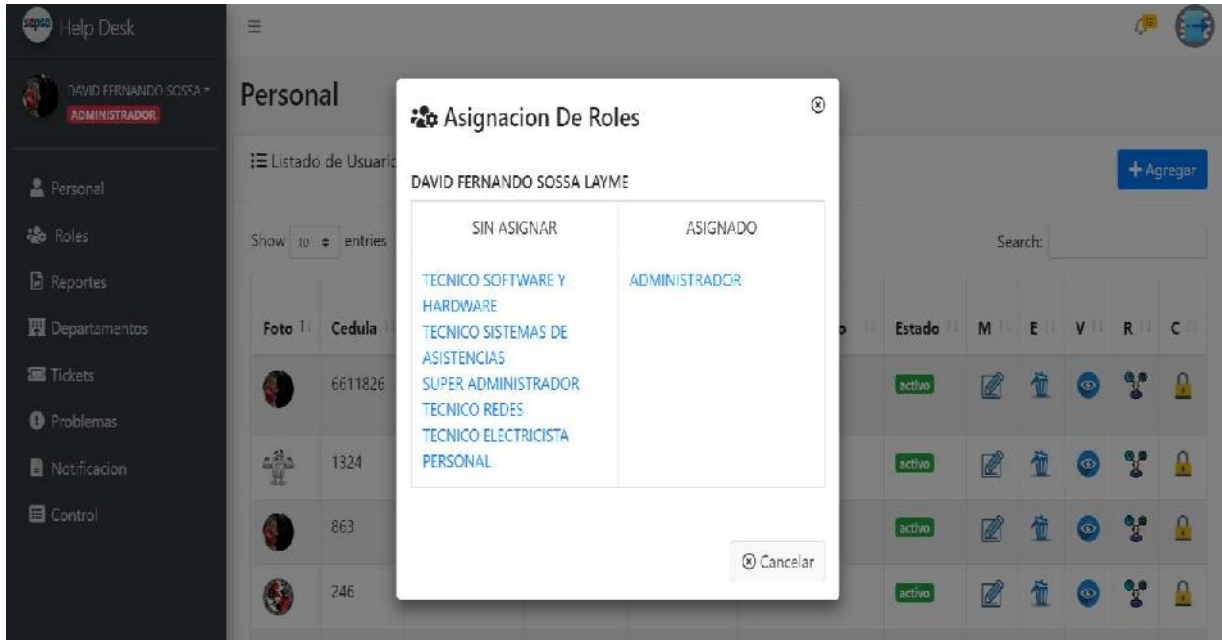 Help Desk
DAVID FERNANDO SOSSA
ADMINISTRADOR
Personal
Roles
Reportes
Departamentos
Tickets
Problemas
Notificacion
Control
Personal
Listado de Usuario
+ Agregar
Show 10 entries
Search:
Foto Cedula Estado M E V R C
6611826 activo
1324 activo
863 activo
246 activo
Asignacion De Roles
DAVID FERNANDO SOSSA LAYME
SIN ASIGNAR
TECNICO SOFTWARE Y
HARDWARE
TECNICO SISTEMAS DE
ASISTENCIAS
SUPER ADMINISTRADOR
TECNICO REDES
TECNICO ELECTRICISTA
PERSONAL
ASIGNADO
ADMINISTRADOR
Cancelar